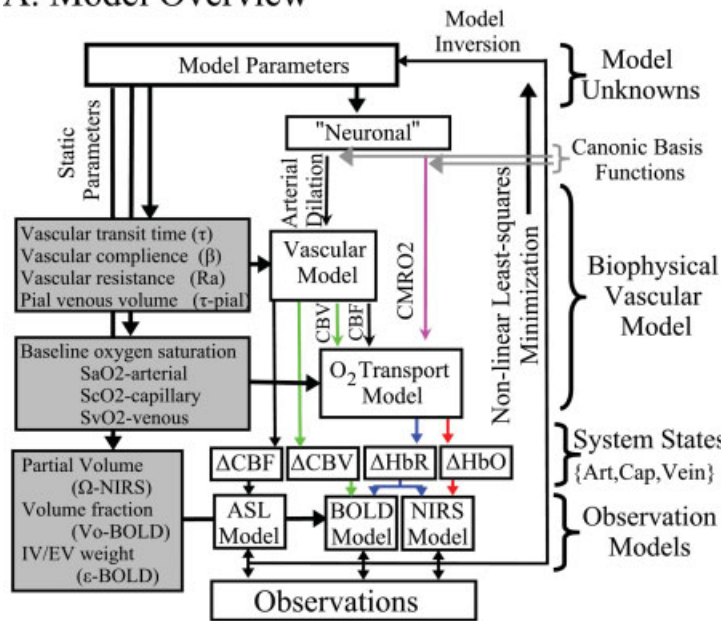 A. Model Overview
Model
Inversion
Model Parameters
Model
Unknowns
"Neuronal"
Static
Parameters
Canonic Basis
Functions
Arterial
Dilation
Vascular transit time (τ)
Vascular complience (β)
Vascular resistance (Ra)
Pial venous volume (τ-pial)
Vascular
Model
CMRO2
Non-linear Least-squares
Minimization
Biophysical
Vascular
Model
CBV
CBF
Baseline oxygen saturation
SaO2-arterial
ScO2-capillary
SvO2-venous
O2Transport
Model
ΔCBF
ΔCBV
ΔHbR
ΔHbO
System States
{Art,Cap,Vein}
Partial Volume
(Ω-NIRS)
Volume fraction
(Vo-BOLD)
IV/EV weight
(ε-BOLD)
ASL
Model
BOLD
Model
NIRS
Model
Observation
Models
Observations